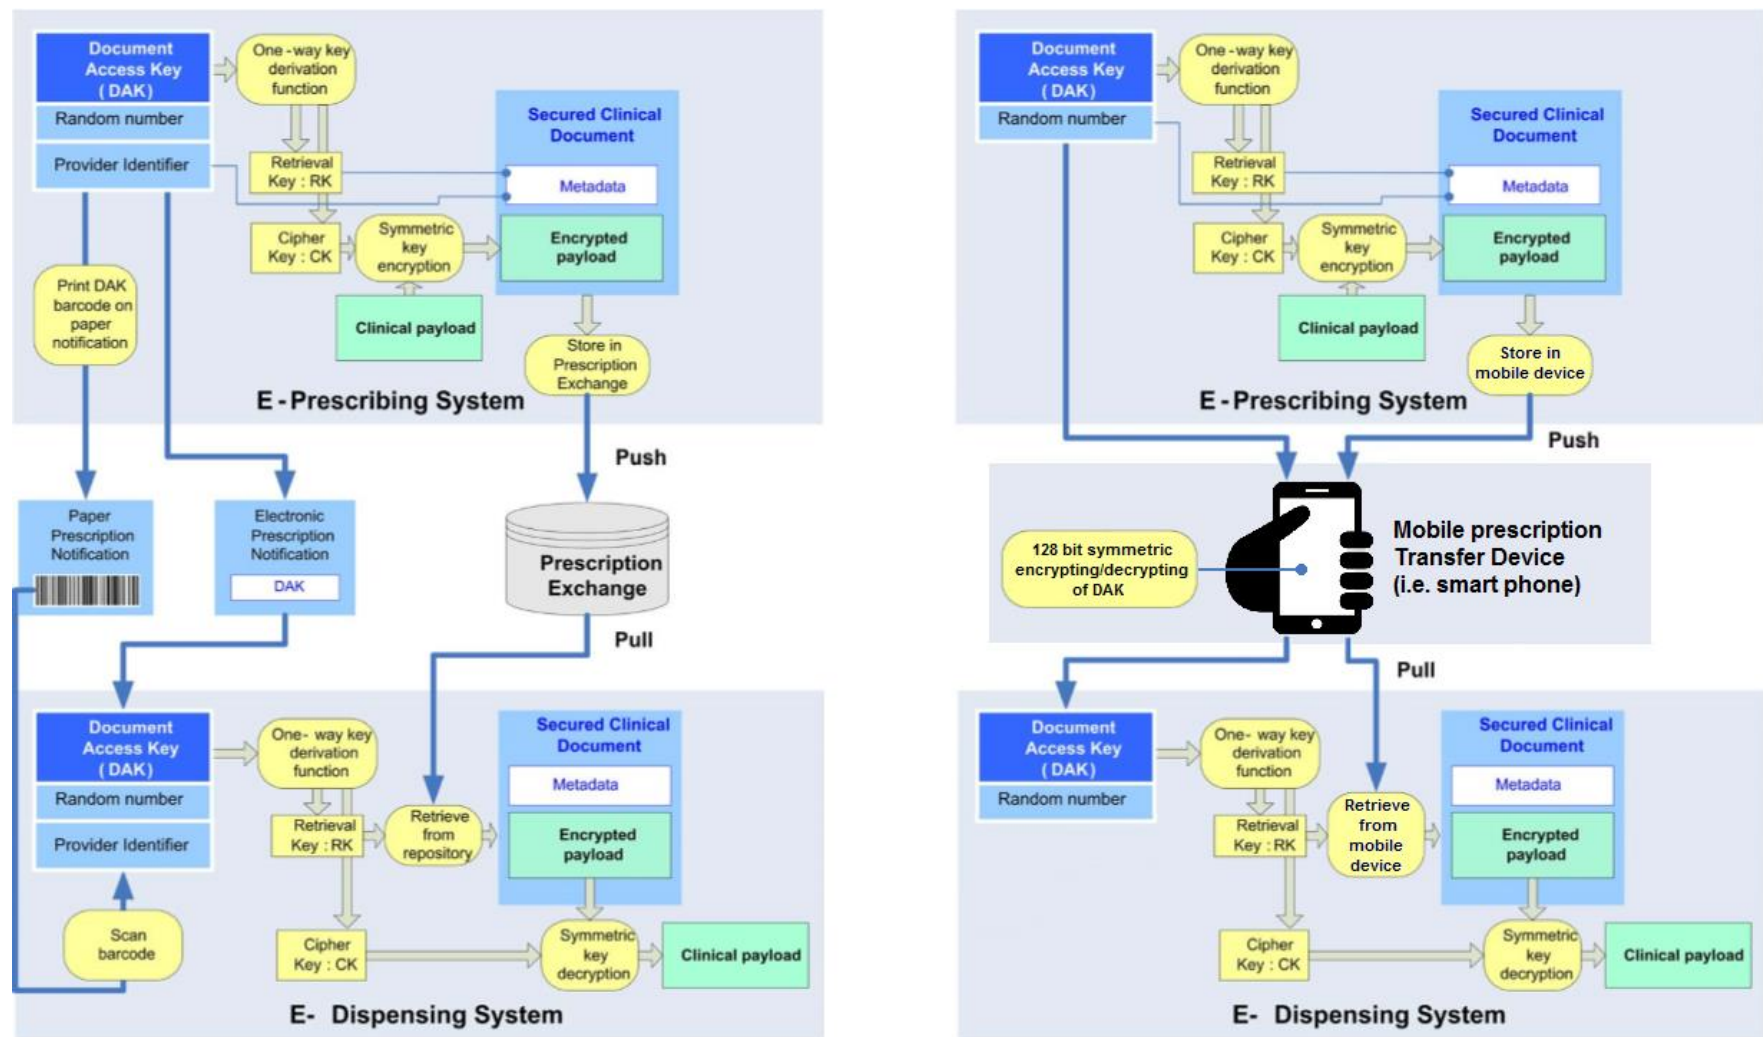 Document
Access Key
( DAK)
Random number
Provider Identifier
One - way key
derivation
function
Retrieval
Key : RK
Cipher
Key : CK
Symmetric
key
encryption
Clinical payload
Secured Clinical
Document
Metadata
Encrypted
payload
Store in
Prescription
Exchange
Print DAK
barcode on
paper
notification
E - Prescribing System
Paper
Prescription
Notification
Electronic
Prescription
Notification
DAK
Push
Prescription
Exchange
Pull
Document
Access Key
( DAK)
Random number
Provider Identifier
Scan
barcode
One- way key
derivation
function
Retrieval
Key : RK
Retrieve
from
repository
Cipher
Key : CK
Secured Clinical
Document
Metadata
Encrypted
payload
Symmetric
key
decryption
Clinical payload
E- Dispensing System
Document
Access Key
( DAK)
Random number
One - way key
derivation
function
Retrieval
Key : RK
Cipher
Key : CK
Symmetric
key
encryption
Clinical payload
Secured Clinical
Document
Metadata
Encrypted
payload
Store in
mobile device
E - Prescribing System
Push
128 bit symmetric
encrypting/decrypting
of DAK
Mobile prescription
Transfer Device
(i.e. smart phone)
Pull
Document
Access Key
( DAK)
Random number
One- way key
derivation
function
Retrieval
Key : RK
Retrieve
from
mobile
device
Cipher
Key : CK
Secured Clinical
Document
Metadata
Encrypted
payload
Symmetric
key
decryption
Clinical payload
E- Dispensing System